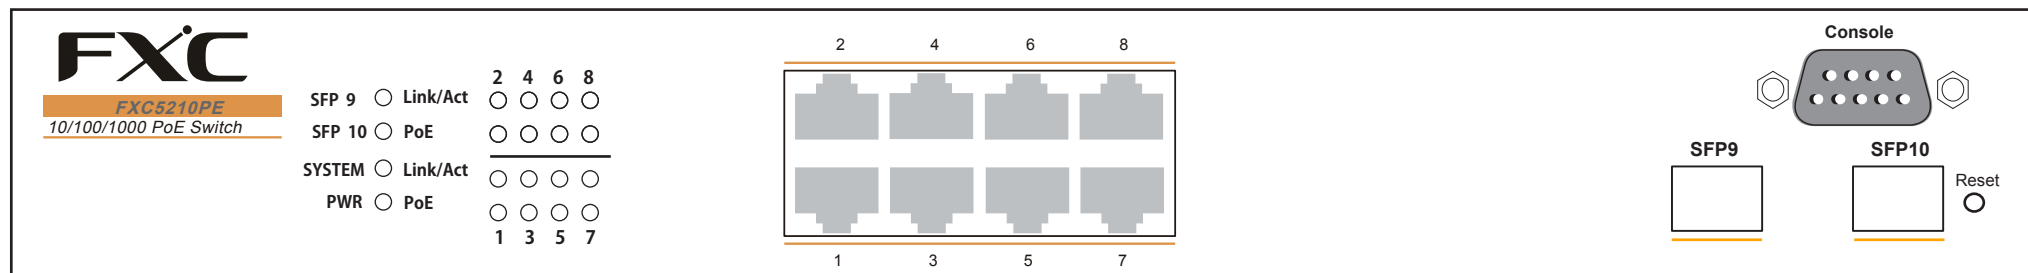 FXC
FXC5210PE
10/100/1000 PoE Switch
2 4 6 8
SFP 9 Link/Act
SFP 10 PoE
SYSTEM Link/Act
PWR PoE
1 3 5 7
2 4 6 8
1 3 5 7
Console
SFP9 SFP10
Reset